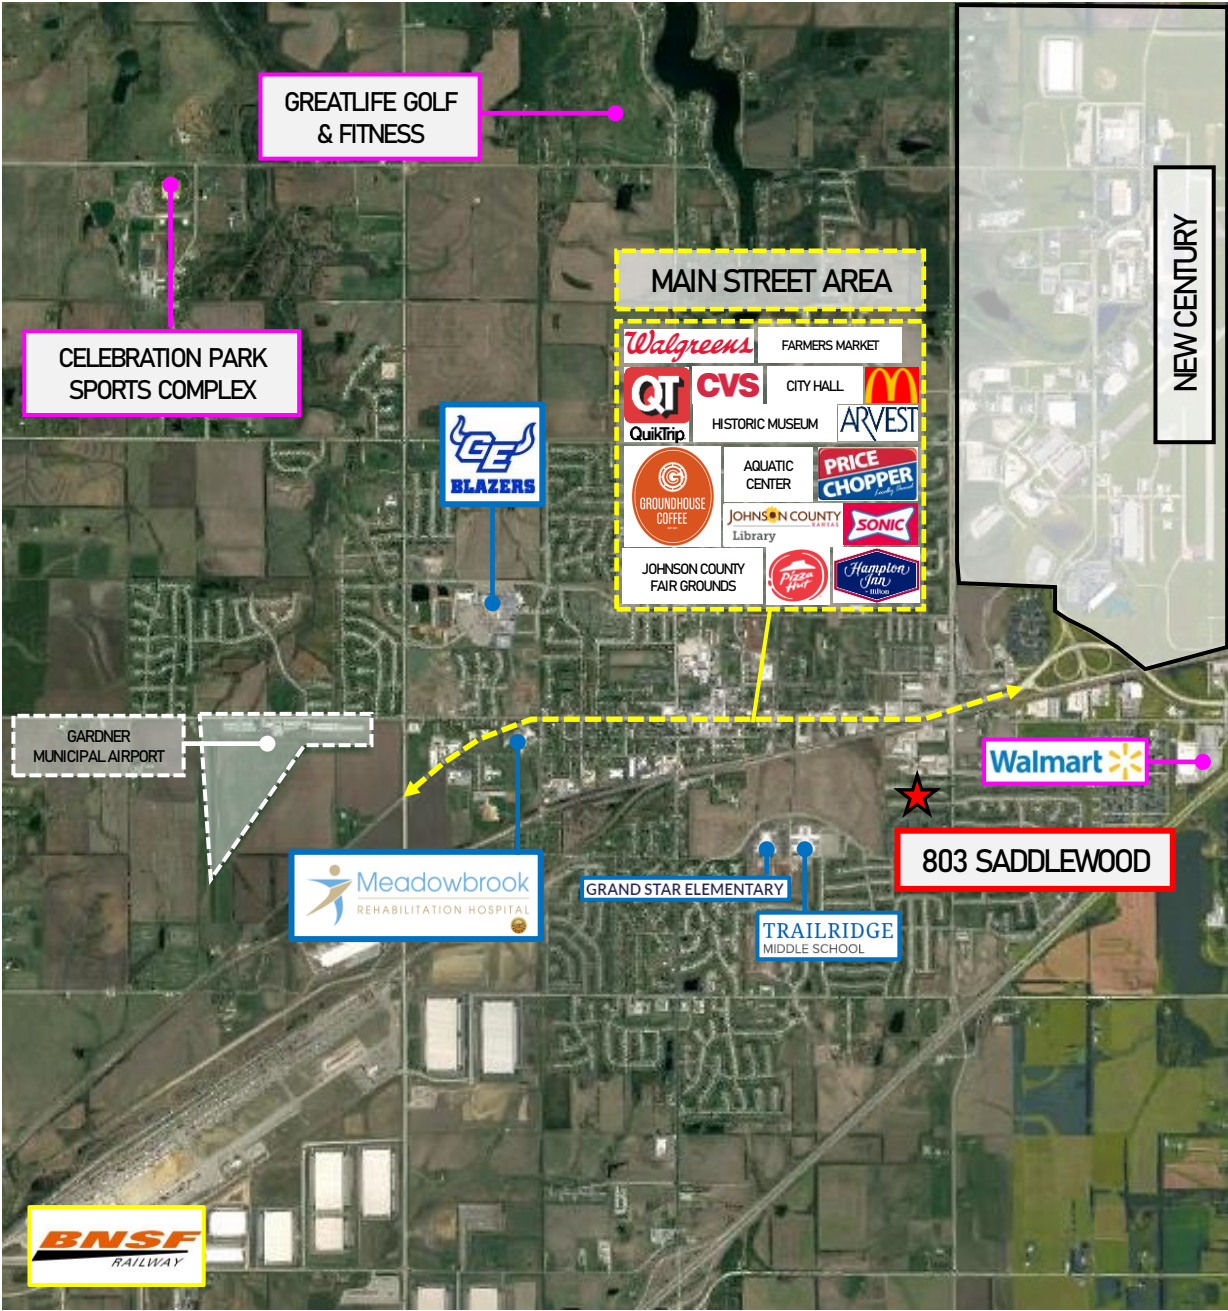 GREATLIFE GOLF
& FITNESS
NEW CENTURY
MAIN STREET AREA
Walgreens
FARMERS MARKET
CELEBRATION PARK
SPORTS COMPLEX
QT
QuikTrip
CVS
CITY HALL
HISTORIC MUSEUM
ARVEST
GE
BLAZERS
G
GROUNDHOUSE
COFFEE
AQUATIC
CENTER
PRICE
CHOPPER
JOHNSON COUNTY
KANSAS
Library
SONIC
JOHNSON COUNTY
FAIR GROUNDS
Pizza
Hut
Hampton
Inn
by Hilton
GARDNER
MUNICIPAL AIRPORT
Walmart
803 SADDLEWOOD
Meadowbrook
REHABILITATION HOSPITAL
GRAND STAR ELEMENTARY
TRAILRIDGE
MIDDLE SCHOOL
BNSF
RAILWAY